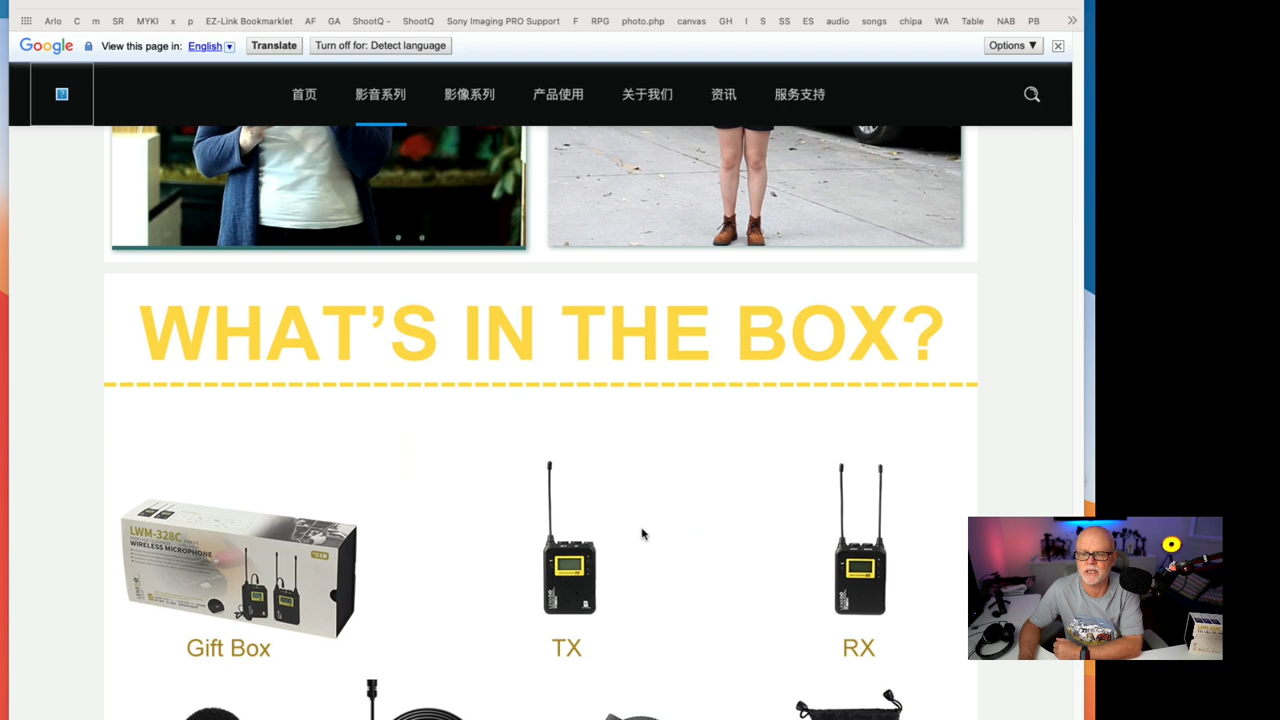 Arlo C m SR MYKI x p EZ-Link Bookmarklet AF GA ShootQ - ShootQ Sony Imaging PRO Support F RPG photo.php canvas GH I S SS ES audio songs chipa WA Table NAB PB
Google View this page in: English Translate Turn off for: Detect language Options
首页 影音系列 影像系列 产品使用 关于我们 资讯 服务支持
WHAT'S IN THE BOX?
LWM-328C
WIRELESS MICROPHONE
Gift Box TX RX